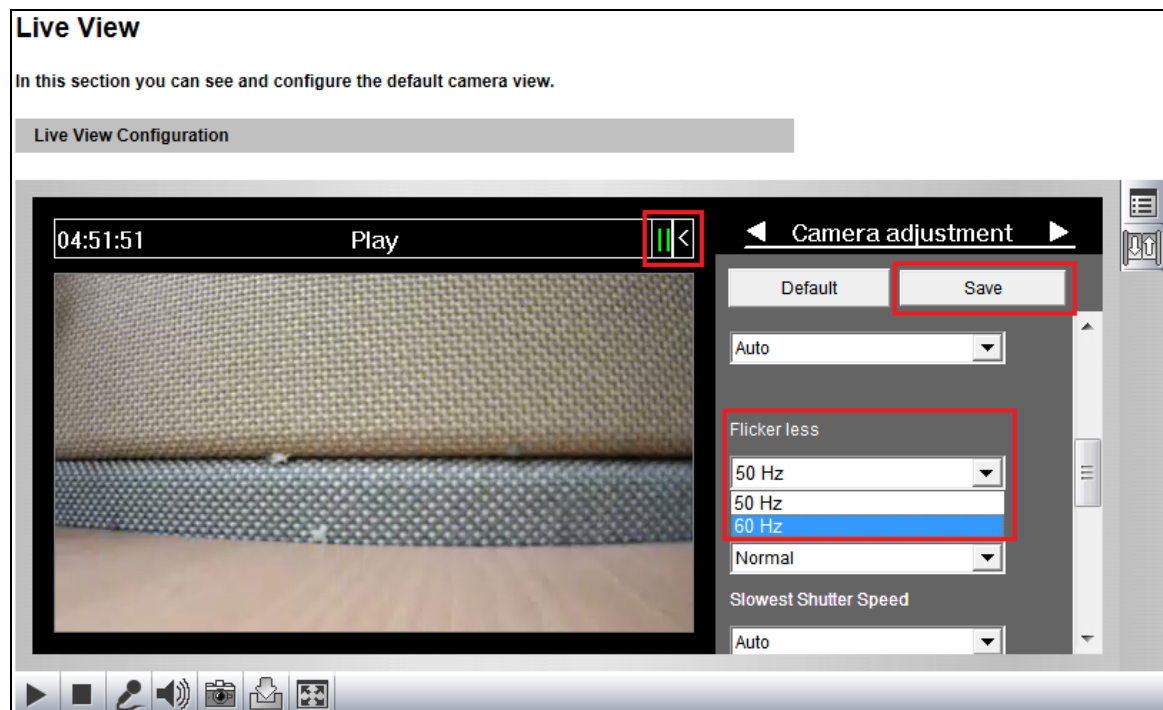 Live View
In this section you can see and configure the default camera view.
Live View Configuration
04:51:51 Play <
Camera adjustment
Default Save
Auto
Flicker less
50 Hz
50 Hz
60 Hz
Normal
Slowest Shutter Speed
Auto